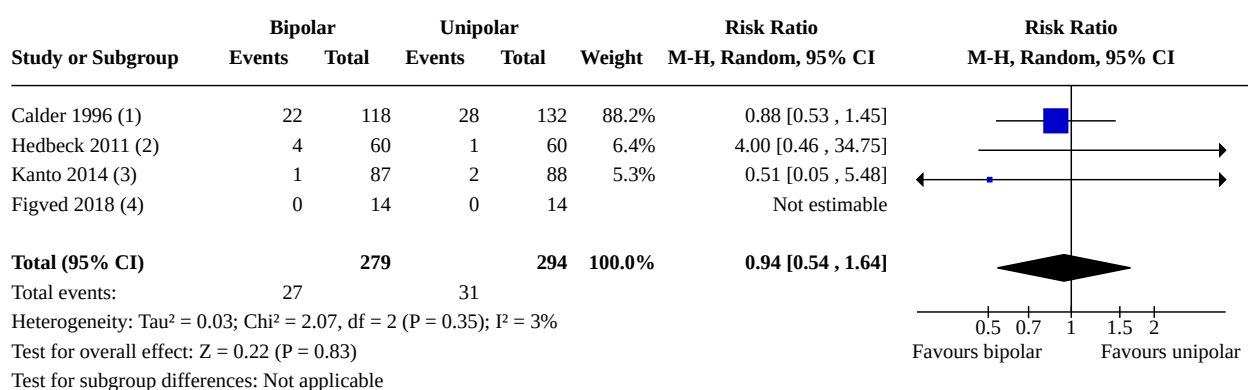 Bipolar Unipolar Risk Ratio Risk Ratio
Study or Subgroup Events Total Events Total Weight M-H, Random, 95% CI M-H, Random, 95% CI
Calder 1996 (1) 22 118 28 132 88.2% 0.88 [0.53 , 1.45]
Hedbeck 2011 (2) 4 60 1 60 6.4% 4.00 [0.46 , 34.75]
Kanto 2014 (3) 1 87 2 88 5.3% 0.51 [0.05 , 5.48]
Figved 2018 (4) 0 14 0 14 Not estimable
Total (95% CI) 279 294 100.0% 0.94 [0.54 , 1.64]
Total events: 27 31
Heterogeneity: Tau² = 0.03; Chi² = 2.07, df = 2 (P = 0.35); I² = 3%
0.5 0.7 1 1.5 2
Test for overall effect: Z = 0.22 (P = 0.83) Favours bipolar Favours unipolar
Test for subgroup differences: Not applicable